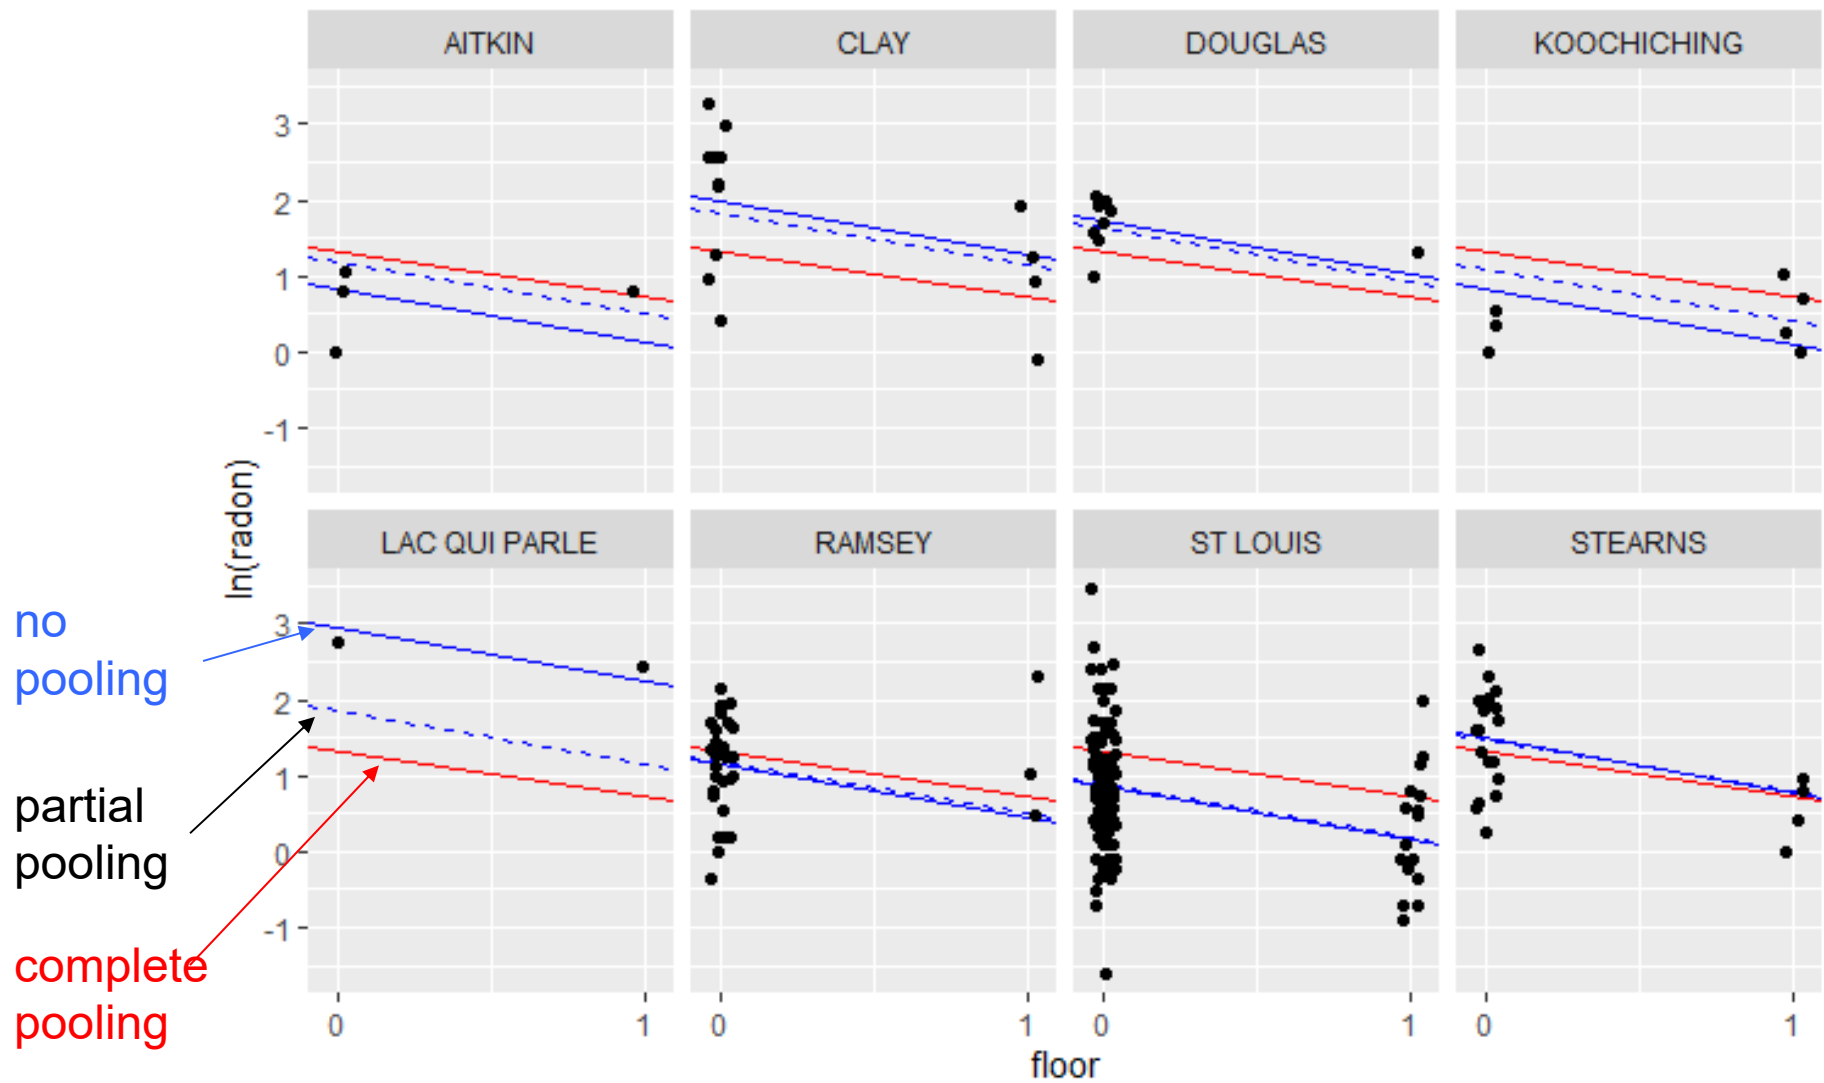 AITKIN
CLAY
DOUGLAS
KOOCHICHING
3
2
1
0
-1
ln(radon)
LAC QUI PARLE
RAMSEY
ST LOUIS
STEARNS
3
2
1
0
-1
no
pooling
partial
pooling
complete
pooling
0 1
0 1
0 1
0 1
floor